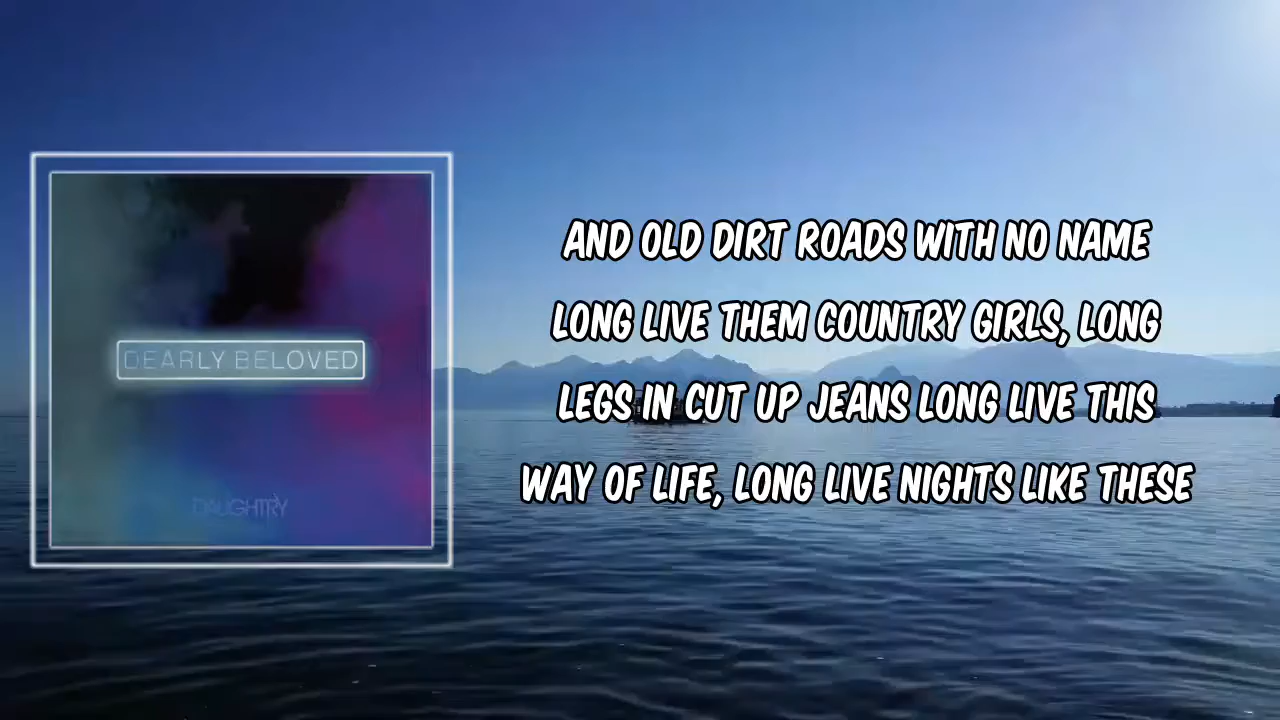 DEARLY BELOVED
DAUGHTRY
AND OLD DIRT ROADS WITH NO NAME
LONG LIVE THEM COUNTRY GIRLS, LONG
LEGS IN CUT UP JEANS LONG LIVE THIS
WAY OF LIFE, LONG LIVE NIGHTS LIKE THESE